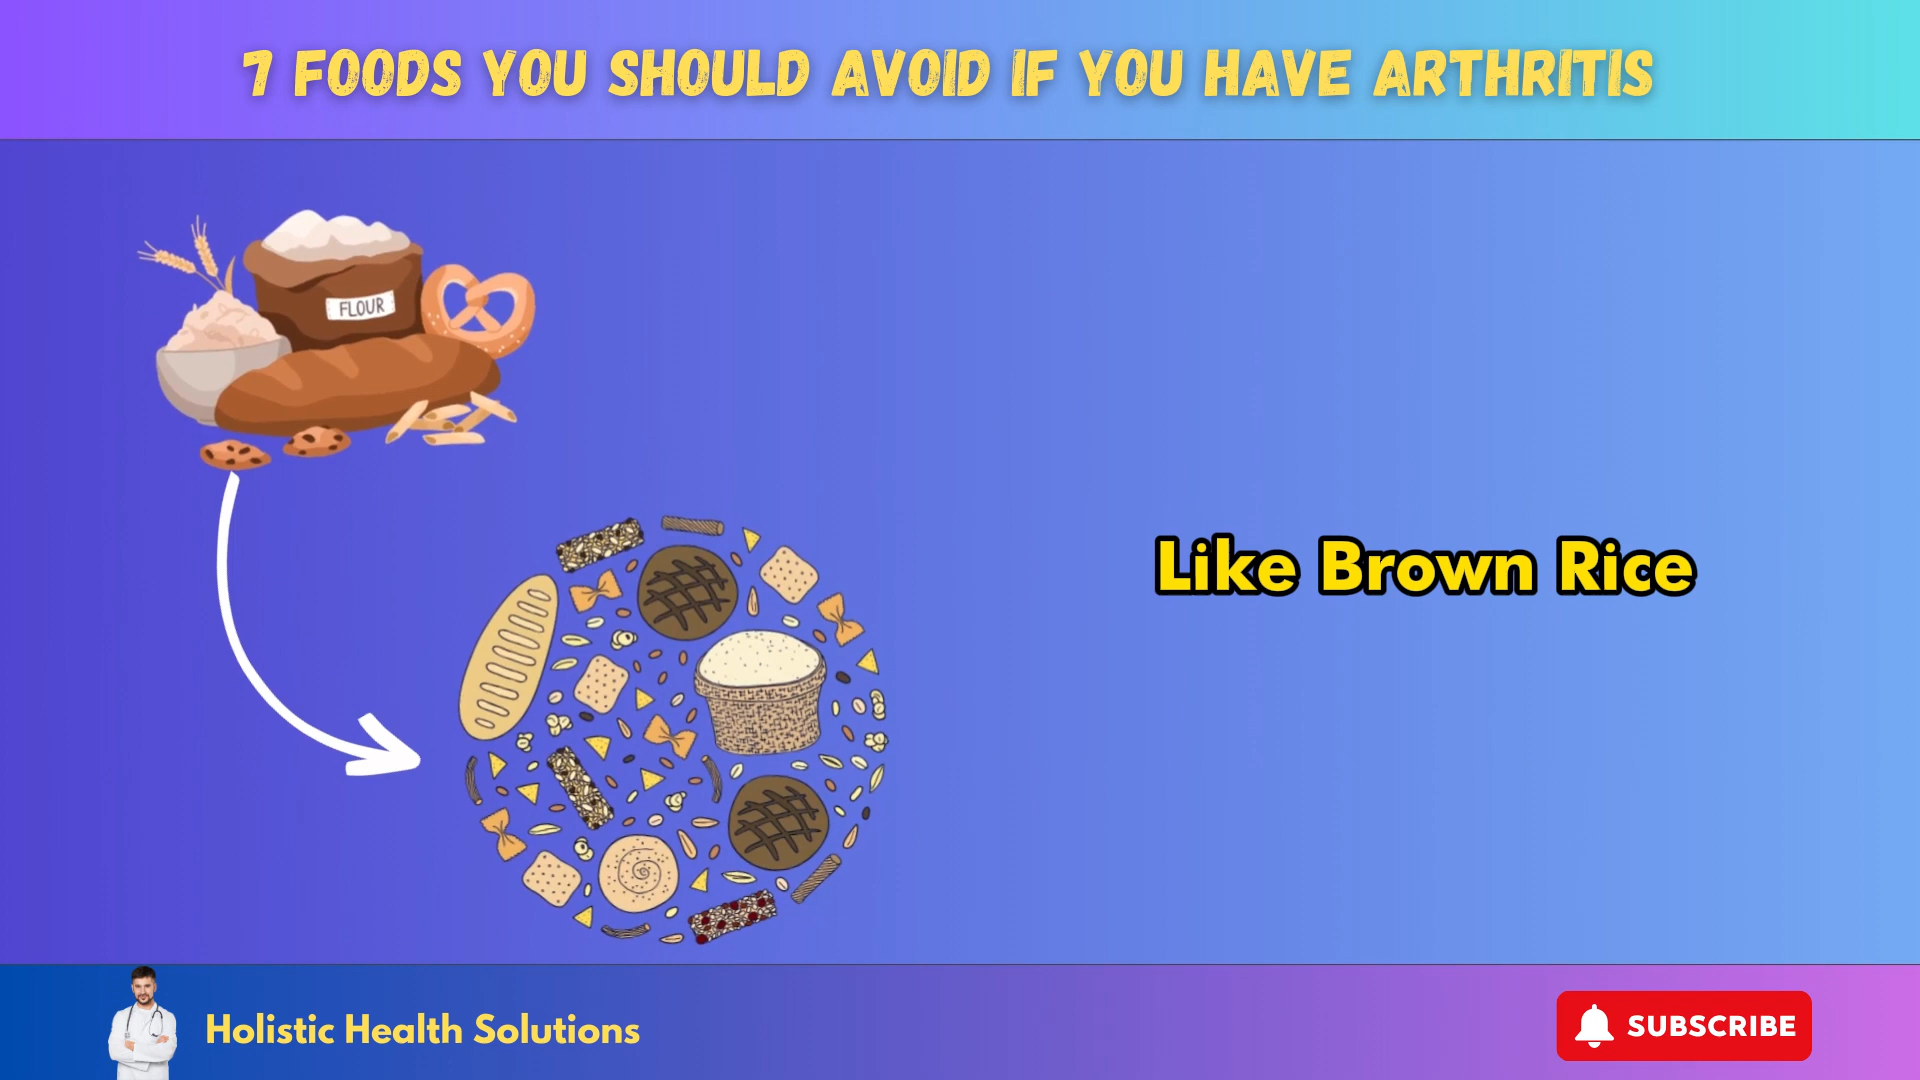 7 FOODS YOU SHOULD AVOID IF YOU HAVE ARTHRITIS
FLOUR
Like Brown Rice
Holistic Health Solutions
SUBSCRIBE